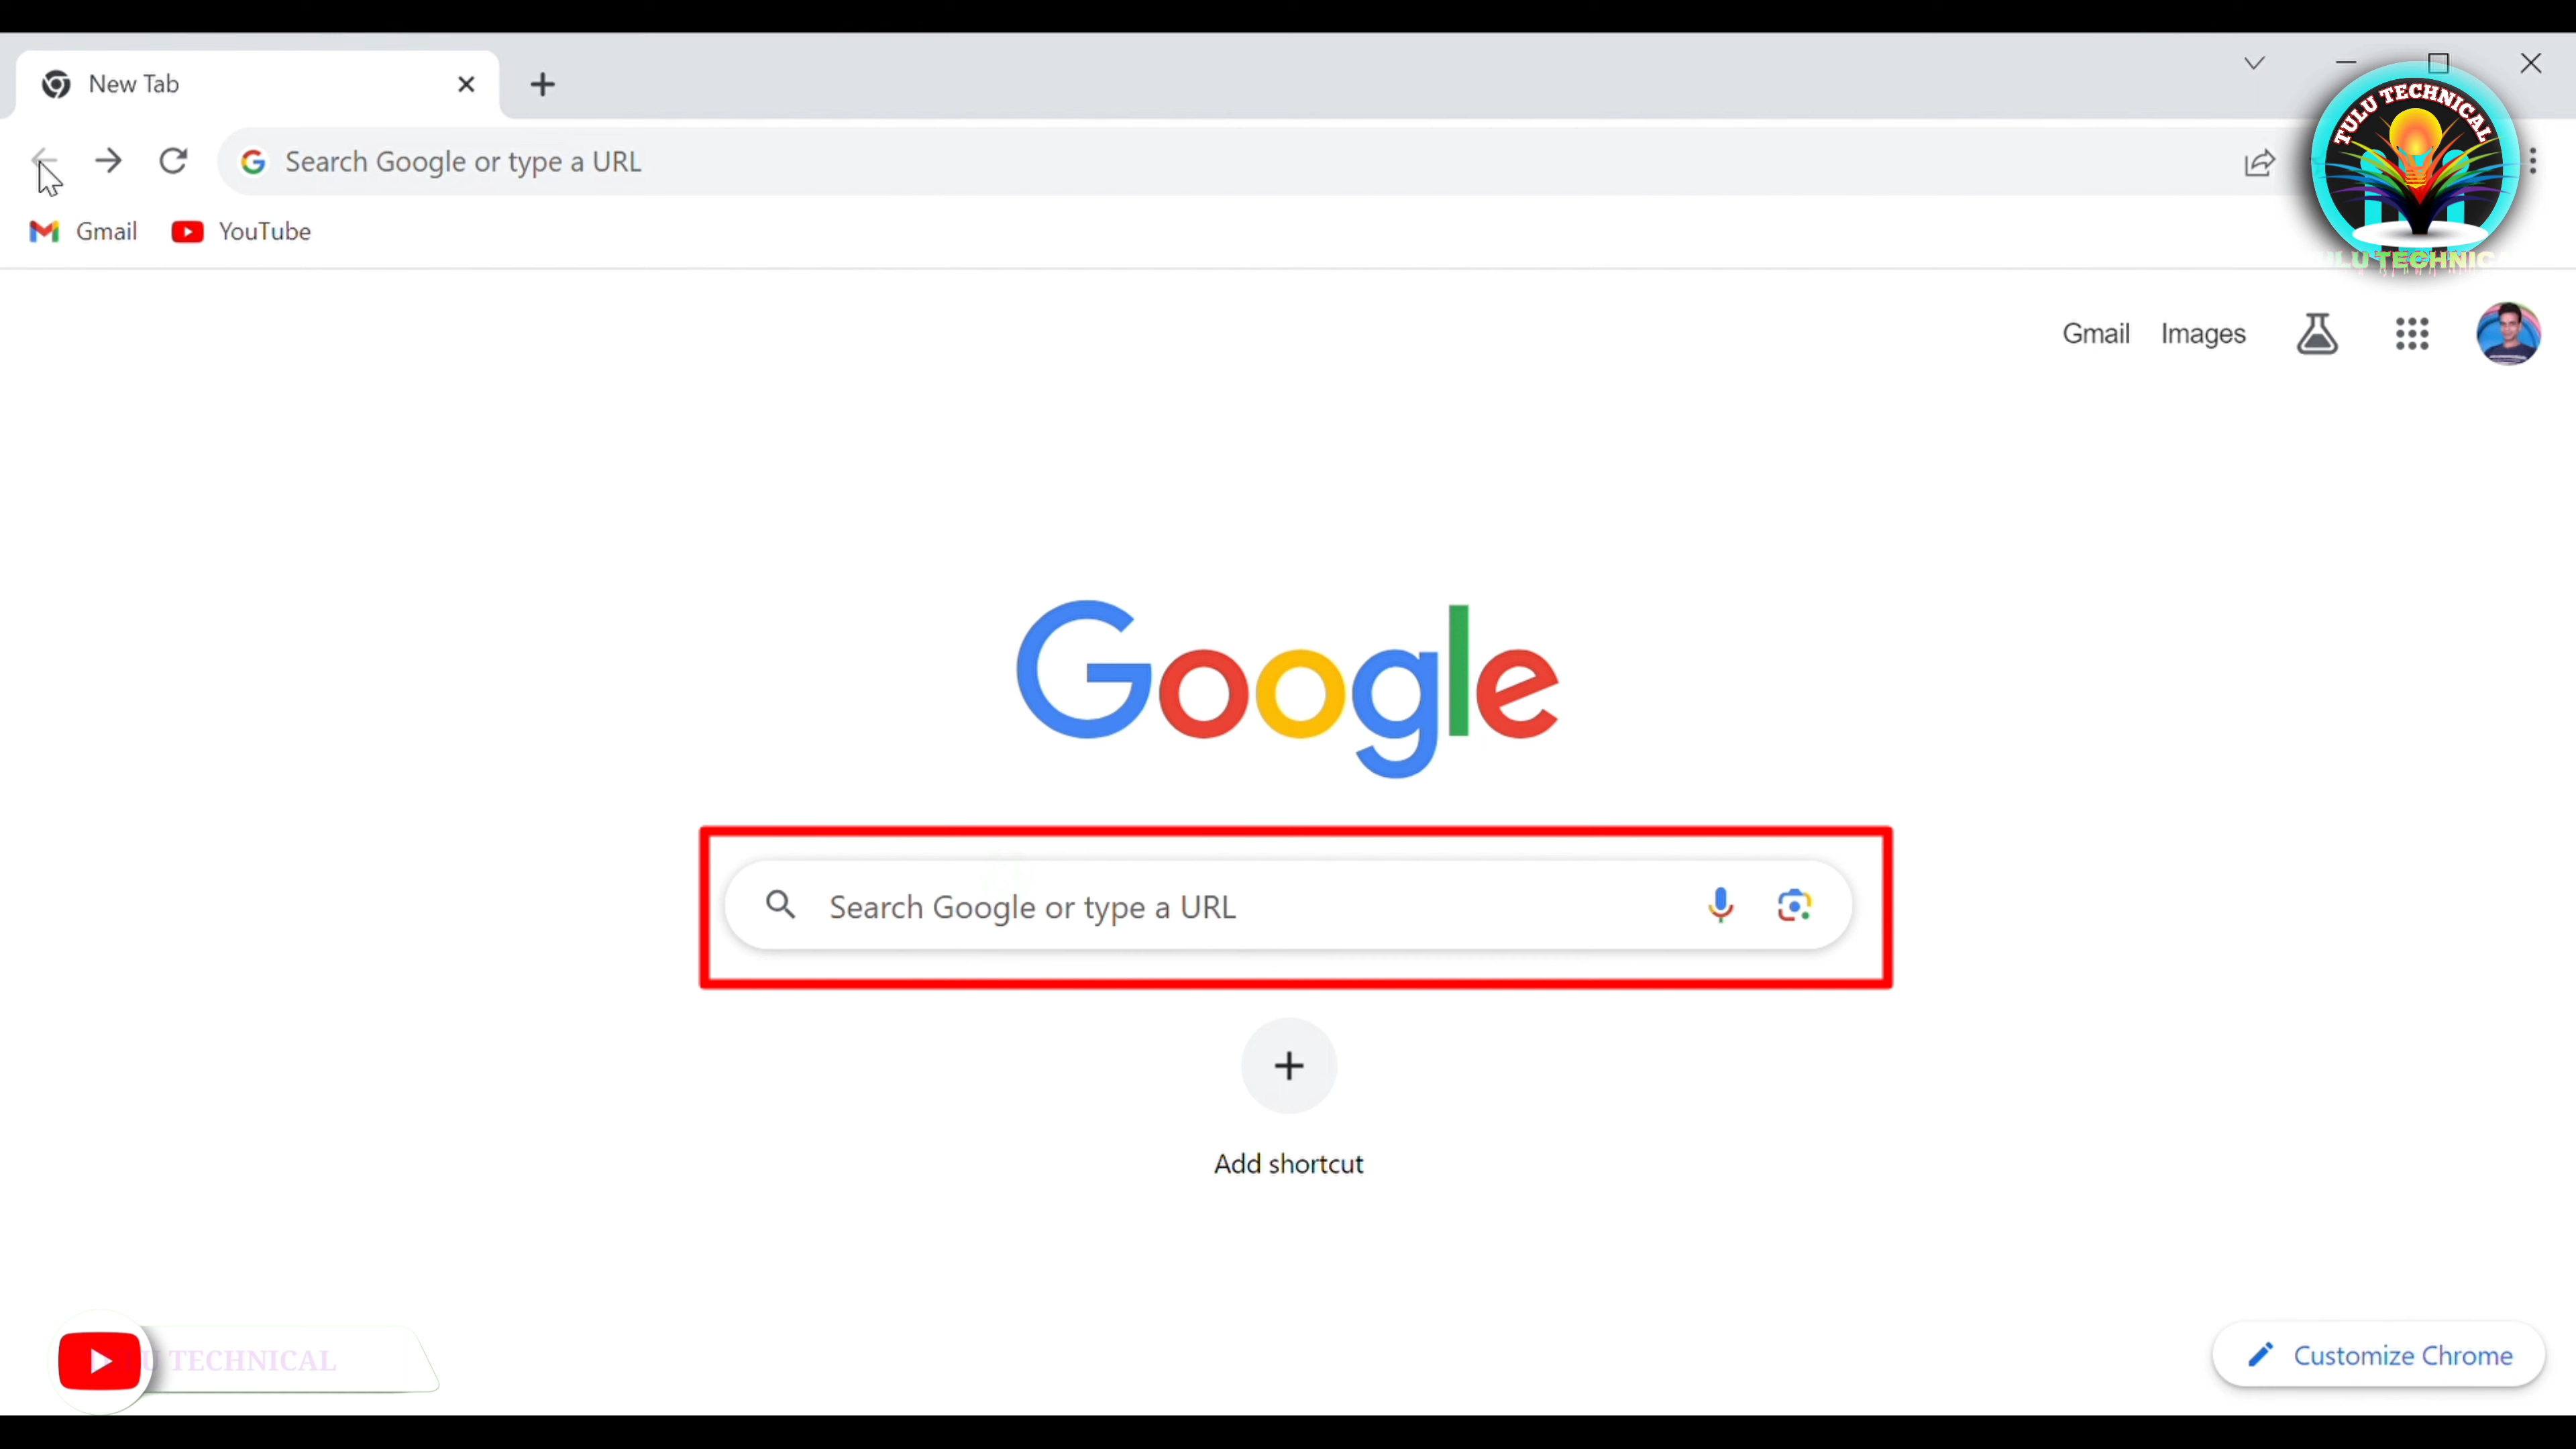 New Tab
Search Google or type a URL
Gmail
YouTube
TULU TECHNICAL
TECHNIC
Gmail
Images
Google
Search Google or type a URL
Add shortcut
TECHNICAL
Customize Chrome